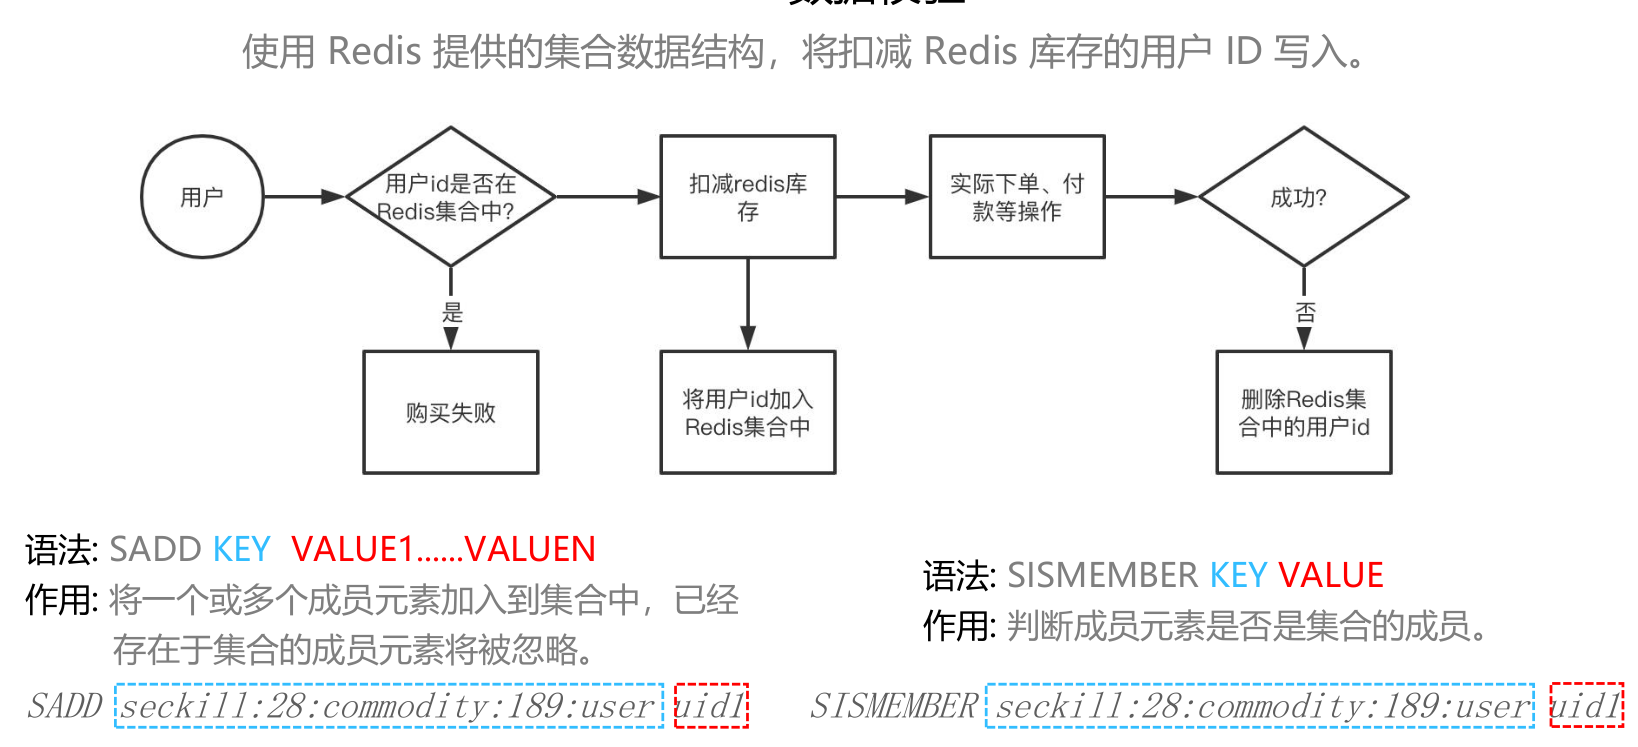 使用 Redis 提供的集合数据结构，将扣减 Redis 库存的用户 ID 写入。
用户
用户id是否在
Redis集合中?
扣减redis库
存
实际下单、付
款等操作
成功?
是
否
购买失败
将用户id加入
Redis集合中
删除Redis集
合中的用户id
语法: SADD KEY VALUE1......VALUEN
作用: 将一个或多个成员元素加入到集合中，已经
存在于集合的成员元素将被忽略。
SADD seckill:28:commodity:189:user uid1
语法: SISMEMBER KEY VALUE
作用: 判断成员元素是否是集合的成员。
SISMEMBER seckill:28:commodity:189:user uid1